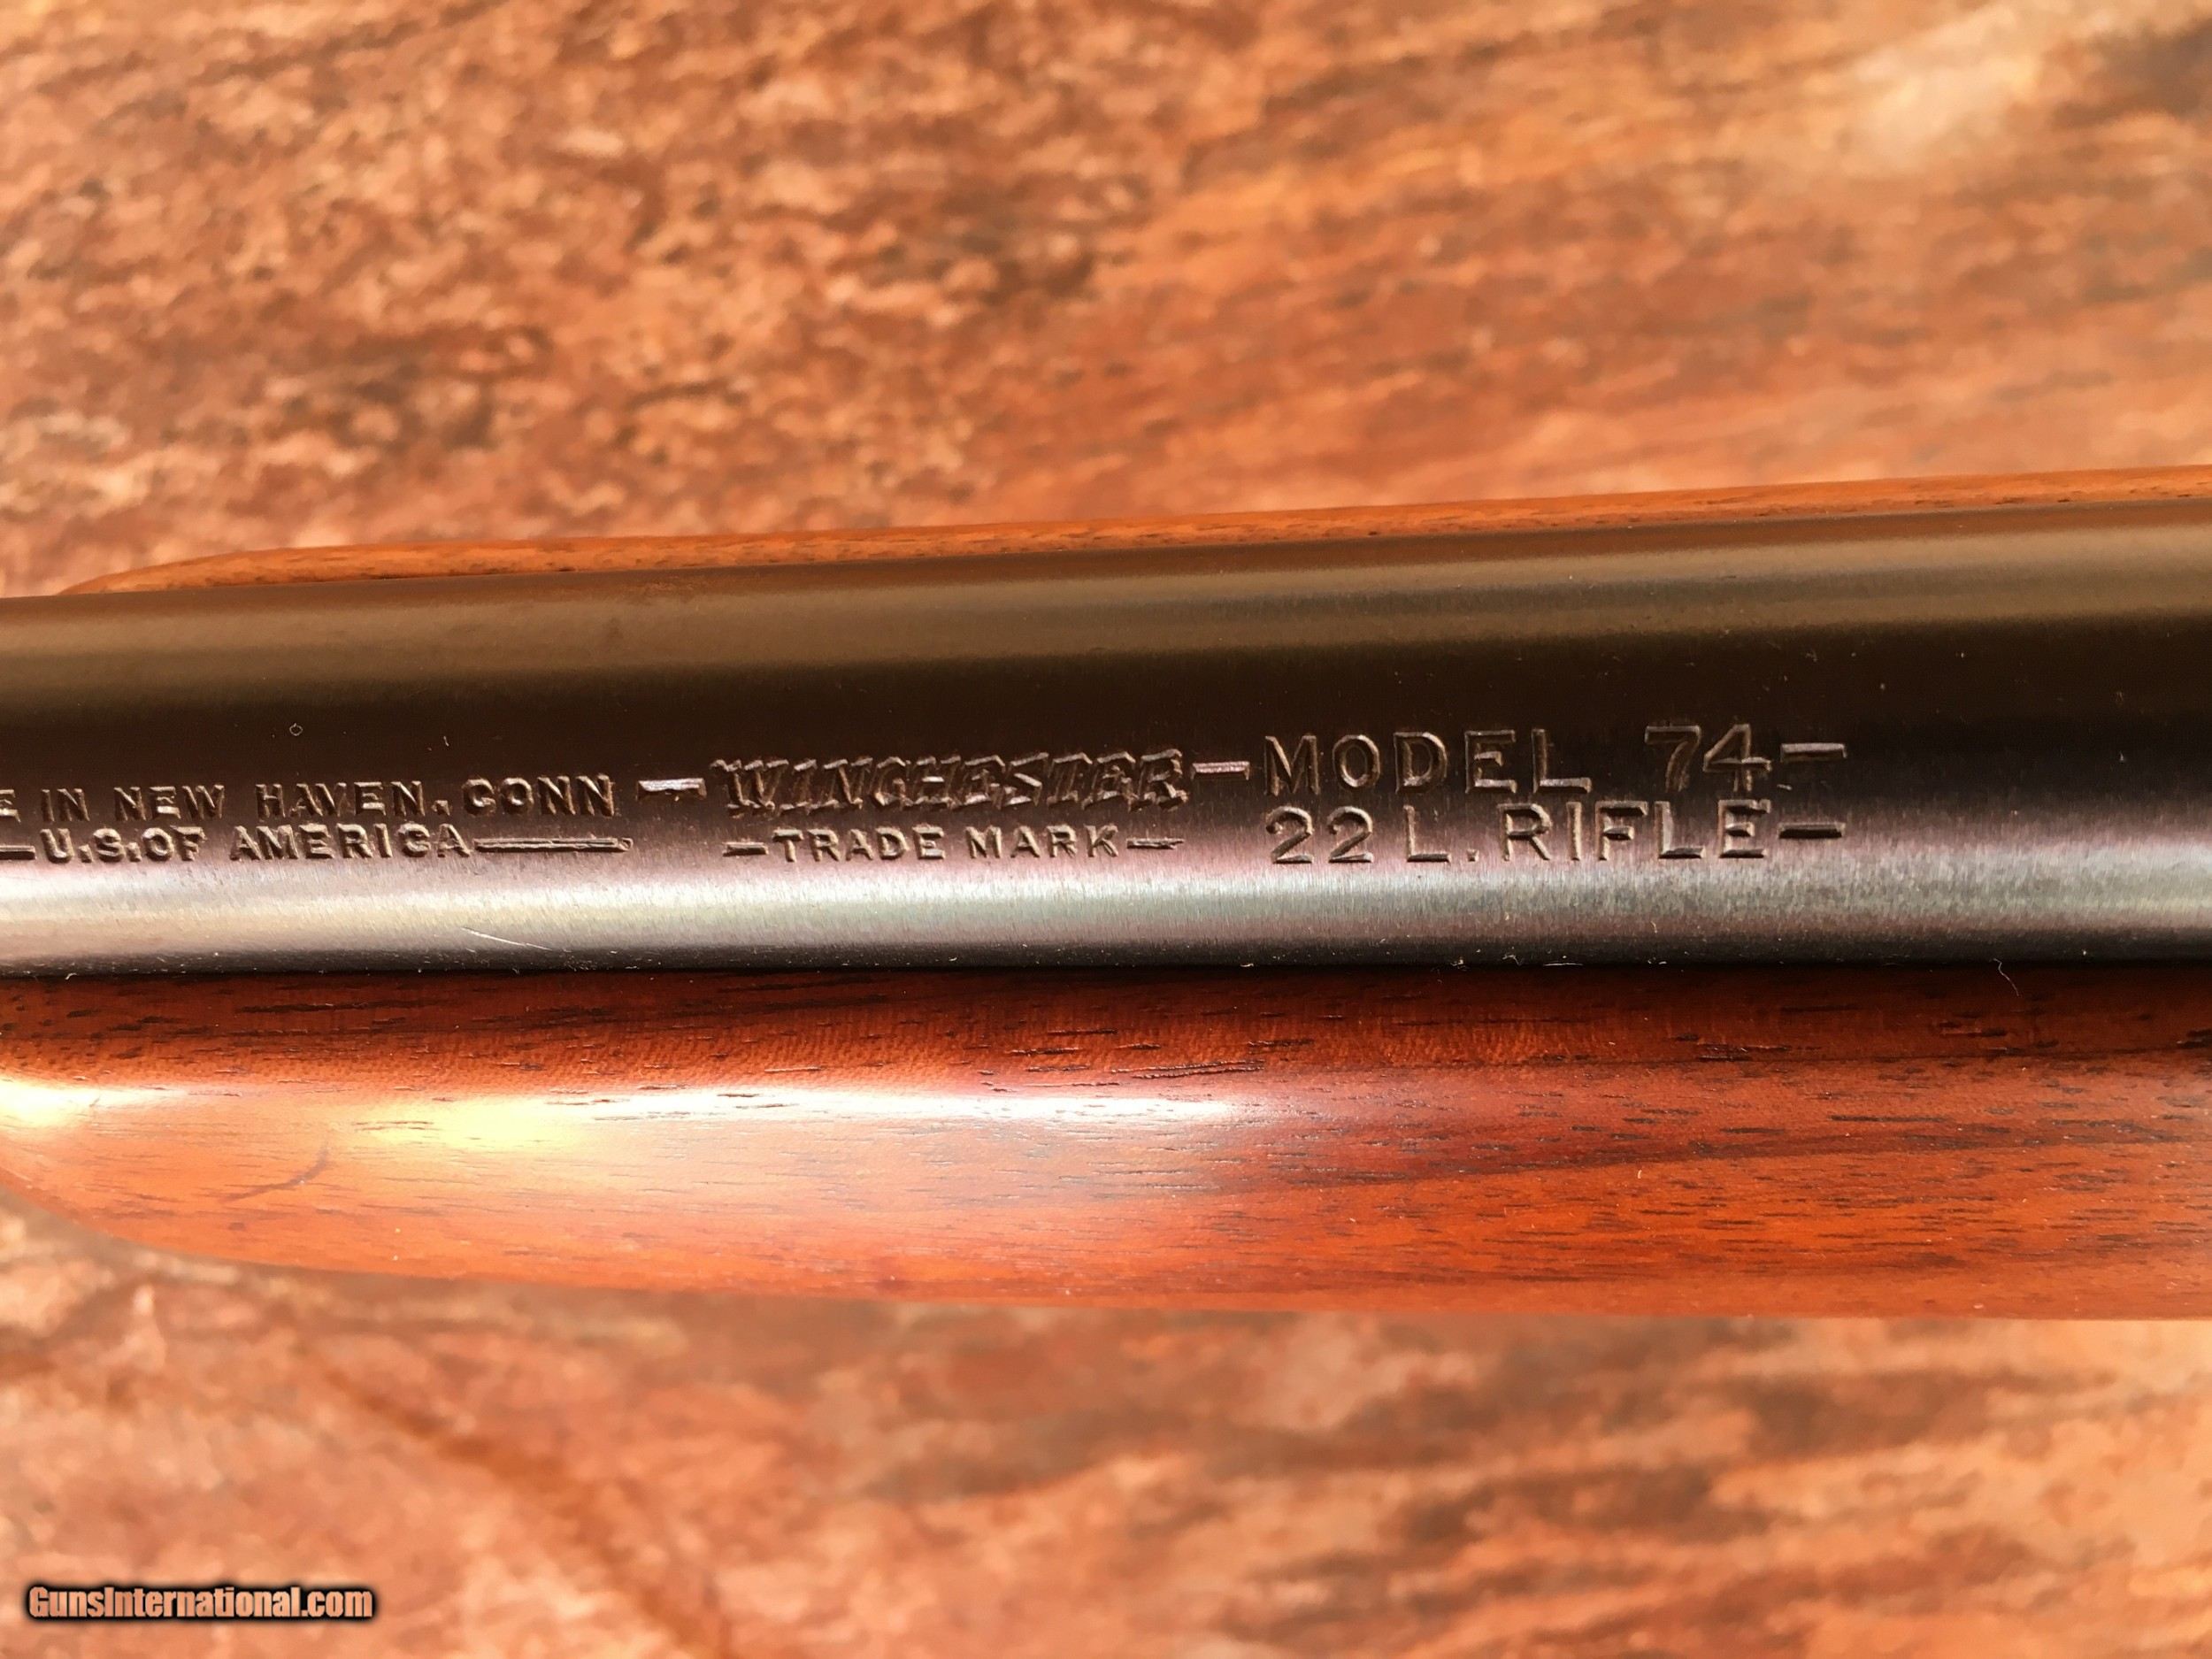 E IN NEW HAVEN, CONN — WINCHESTER — MODEL 74 —
— U.S. OF AMERICA — — TRADE MARK — 22 L. RIFLE —
GunsInternational.com